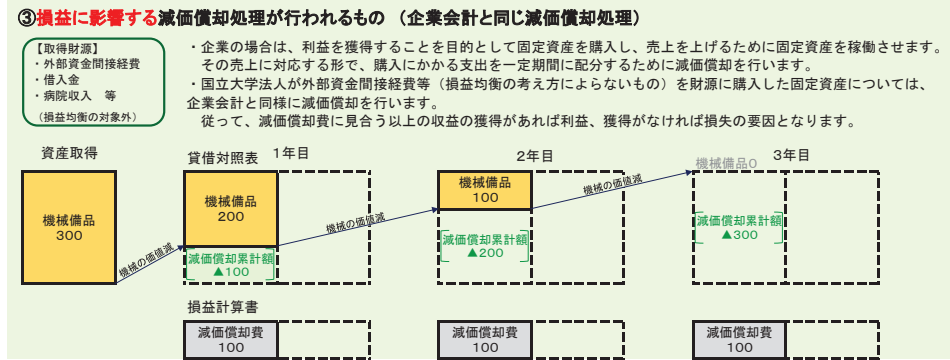 ③損益に影響する減価償却処理が行われるもの （企業会計と同じ減価償却処理）
【取得財源】
・外部資金間接経費
・借入金
・病院収入　等
（損益均衡の対象外）
・企業の場合は、利益を獲得することを目的として固定資産を購入し、売上を上げるために固定資産を稼働させます。
その売上に対応する形で、購入にかかる支出を一定期間に配分するために減価償却を行います。
・国立大学法人が外部資金間接経費等（損益均衡の考え方によらないもの）を財源に購入した固定資産については、
企業会計と同様に減価償却を行います。
従って、減価償却費に見合う以上の収益の獲得があれば利益、獲得がなければ損失の要因となります。
資産取得
貸借対照表
1年目
2年目
3年目
機械備品
300
機械の価値減
機械備品
200
減価償却累計額
▲100
機械の価値減
機械備品
100
減価償却累計額
▲200
機械の価値減
機械備品0
減価償却累計額
▲300
損益計算書
減価償却費
100
減価償却費
100
減価償却費
100